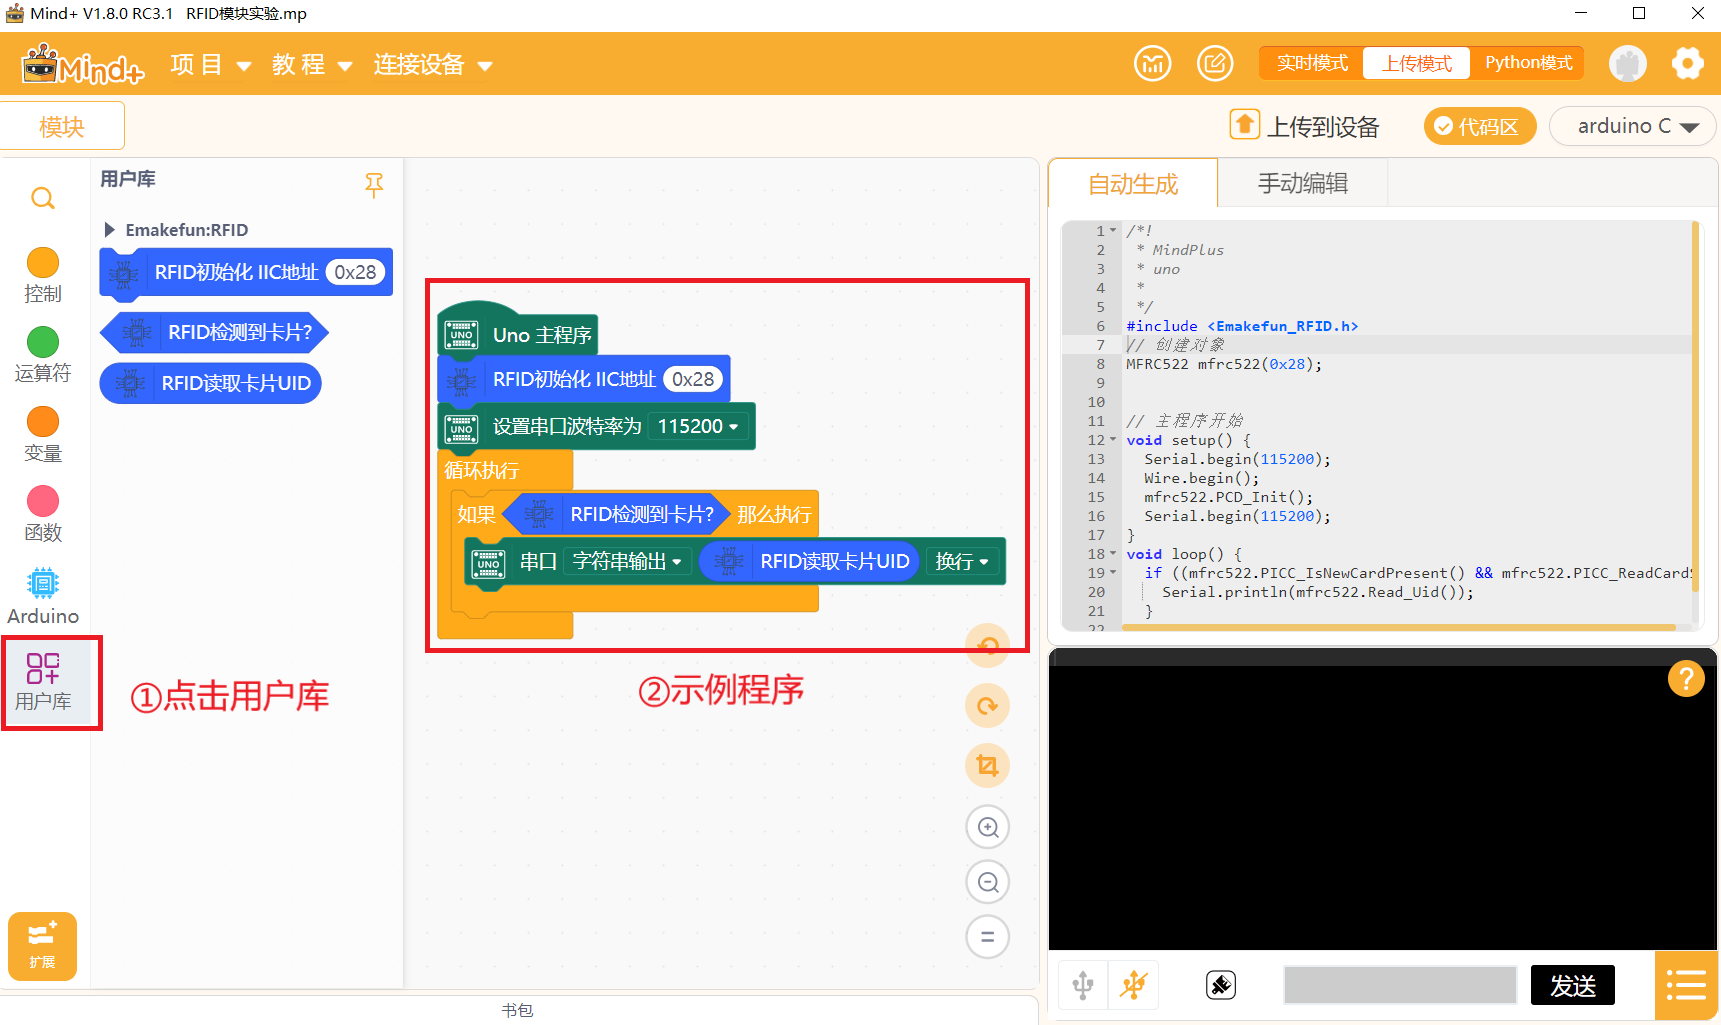 Mind+ V1.8.0 RC3.1 RFID模块实验.mp
Mind+ 项目 教程 连接设备 实时模式 上传模式 Python模式
模块 上传到设备 代码区 arduino C
用户库
Emakefun:RFID
RFID初始化 IIC地址 0x28
RFID检测到卡片?
RFID读取卡片UID
控制
运算符
变量
函数
Arduino
用户库
扩展
①点击用户库
UNO Uno 主程序
RFID初始化 IIC地址 0x28
UNO 设置串口波特率为 115200
循环执行
如果 RFID检测到卡片? 那么执行
UNO 串口 字符串输出 RFID读取卡片UID 换行
②示例程序
书包
自动生成 手动编辑
1 /*!
2 * MindPlus
3 * uno
4 *
5 */
6 #include <Emakefun_RFID.h>
7 // 创建对象
8 MFRC522 mfrc522(0x28);
9
10
11 // 主程序开始
12 void setup() {
13 Serial.begin(115200);
14 Wire.begin();
15 mfrc522.PCD_Init();
16 Serial.begin(115200);
17 }
18 void loop() {
19 if ((mfrc522.PICC_IsNewCardPresent() && mfrc522.PICC_ReadCardS
20 Serial.println(mfrc522.Read_Uid());
21 }
22
?
发送